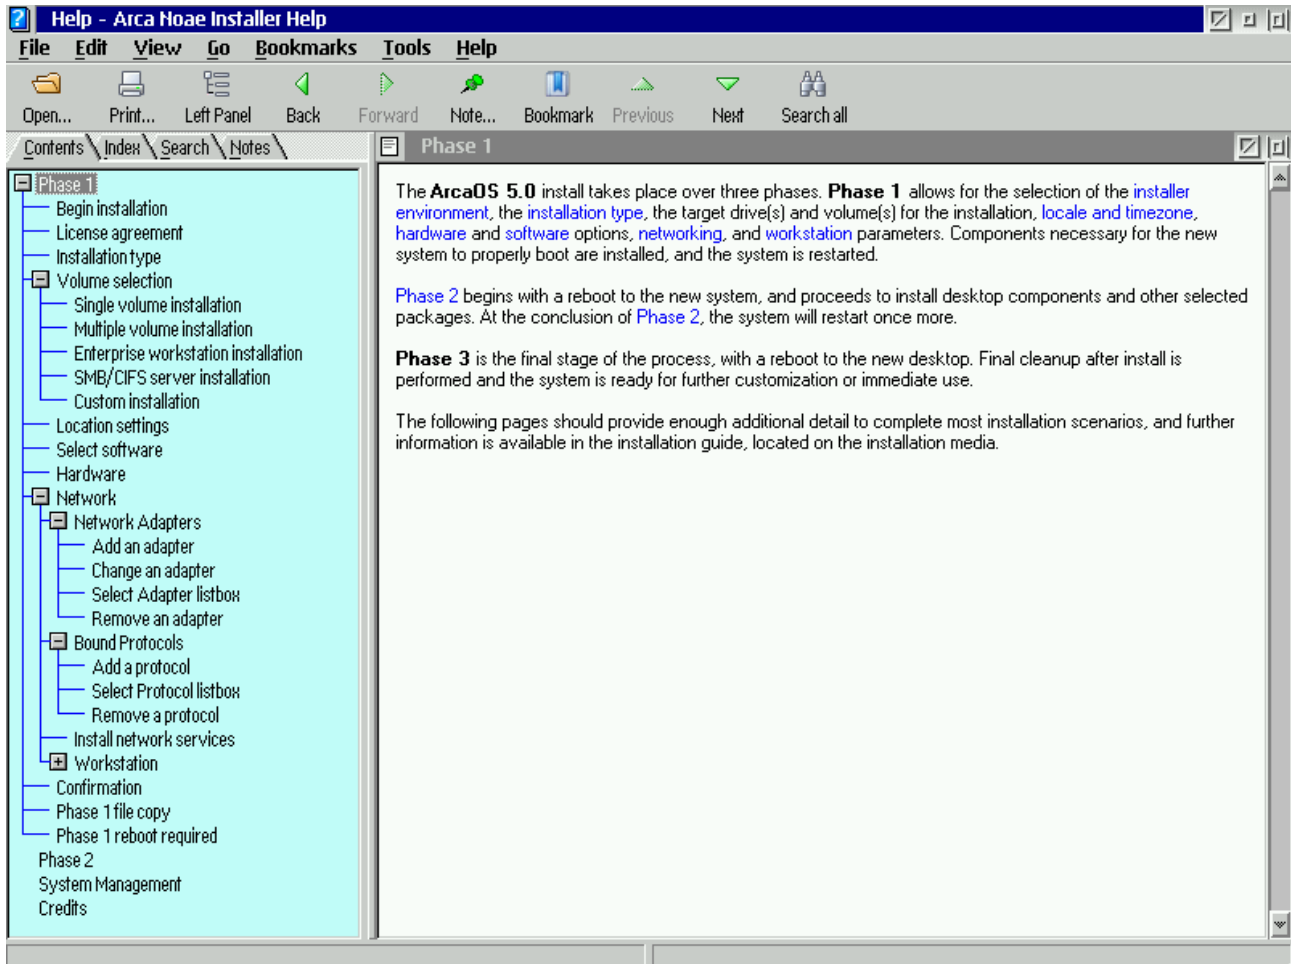 Help - Arca Noae Installer Help
File Edit View Go Bookmarks Tools Help
Open... Print... Left Panel Back Forward Note... Bookmark Previous Next Search all
Contents Index Search Notes
Phase 1
Begin installation
License agreement
Installation type
Volume selection
Single volume installation
Multiple volume installation
Enterprise workstation installation
SMB/CIFS server installation
Custom installation
Location settings
Select software
Hardware
Network
Network Adapters
Add an adapter
Change an adapter
Select Adapter listbox
Remove an adapter
Bound Protocols
Add a protocol
Select Protocol listbox
Remove a protocol
Install network services
Workstation
Confirmation
Phase 1 file copy
Phase 1 reboot required
Phase 2
System Management
Credits
Phase 1
The ArcaOS 5.0 install takes place over three phases. Phase 1 allows for the selection of the installer
environment, the installation type, the target drive(s) and volume(s) for the installation, locale and timezone,
hardware and software options, networking, and workstation parameters. Components necessary for the new
system to properly boot are installed, and the system is restarted.
Phase 2 begins with a reboot to the new system, and proceeds to install desktop components and other selected
packages. At the conclusion of Phase 2, the system will restart once more.
Phase 3 is the final stage of the process, with a reboot to the new desktop. Final cleanup after install is
performed and the system is ready for further customization or immediate use.
The following pages should provide enough additional detail to complete most installation scenarios, and further
information is available in the installation guide, located on the installation media.